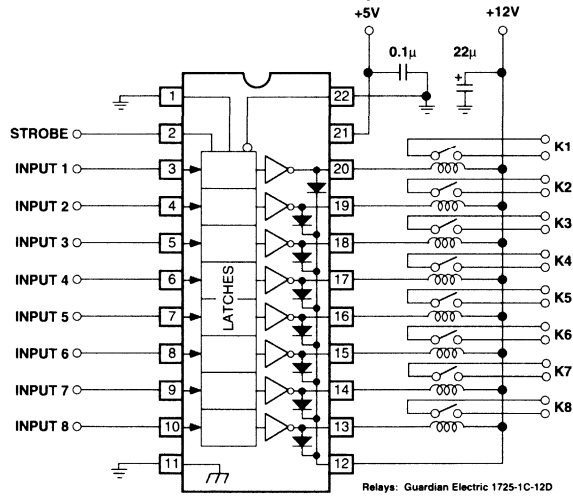 +5V
+12V
0.1μ
22μ
+
1
22
STROBE
2
21
INPUT 1
3
20
K1
INPUT 2
4
19
K2
INPUT 3
5
18
K3
INPUT 4
6
17
K4
LATCHES
INPUT 5
7
16
K5
INPUT 6
8
15
K6
INPUT 7
9
14
K7
INPUT 8
10
13
K8
11
12
Relays: Guardian Electric 1725-1C-12D